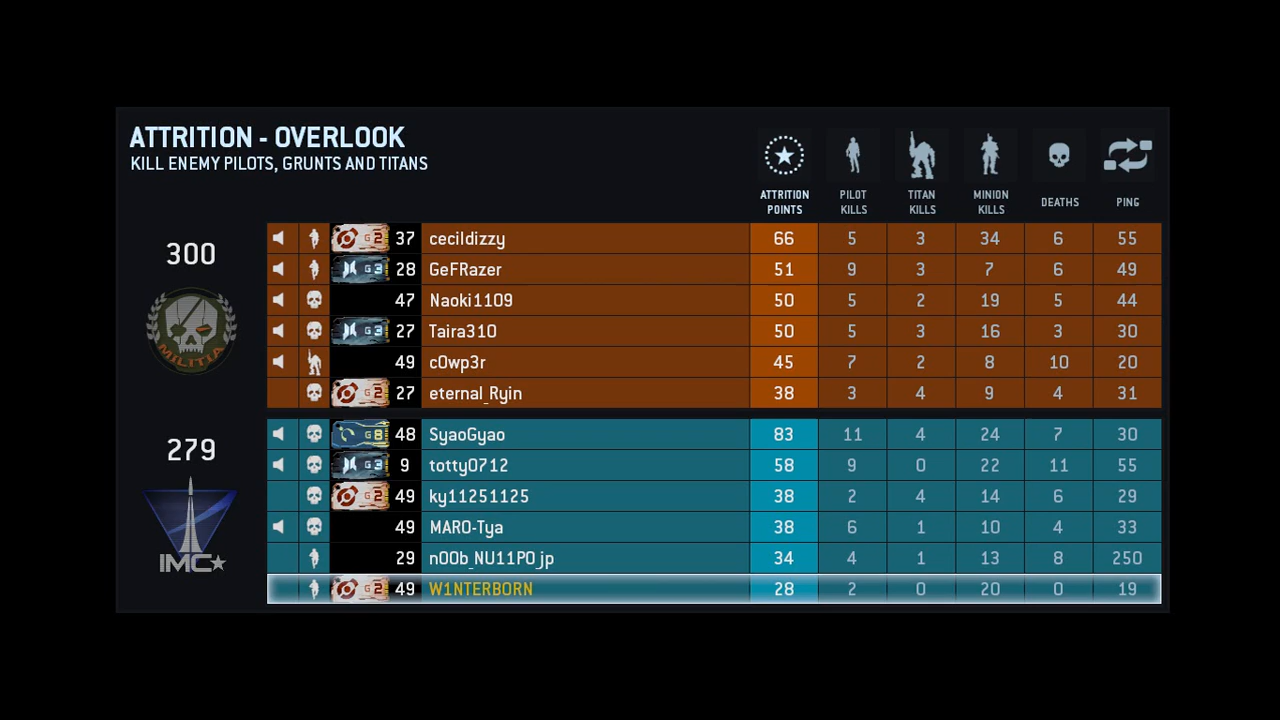 ATTRITION - OVERLOOK
KILL ENEMY PILOTS, GRUNTS AND TITANS
ATTRITION POINTS PILOT KILLS TITAN KILLS MINION KILLS DEATHS PING
300
MILITIA
G2 37 cecildizzy 66 5 3 34 6 55
G3 28 GeFRazer 51 9 3 7 6 49
47 Naoki1109 50 5 2 19 5 44
G3 27 Taira310 50 5 3 16 3 30
49 c0wp3r 45 7 2 8 10 20
G2 27 eternal_Ryin 38 3 4 9 4 31
279
IMC
G8 48 SyaoGyao 83 11 4 24 7 30
G3 9 totty0712 58 9 0 22 11 55
G2 49 ky11251125 38 2 4 14 6 29
49 MARO-Tya 38 6 1 10 4 33
29 n00b_NU11P0 jp 34 4 1 13 8 250
G2 49 W1NTERBORN 28 2 0 20 0 19